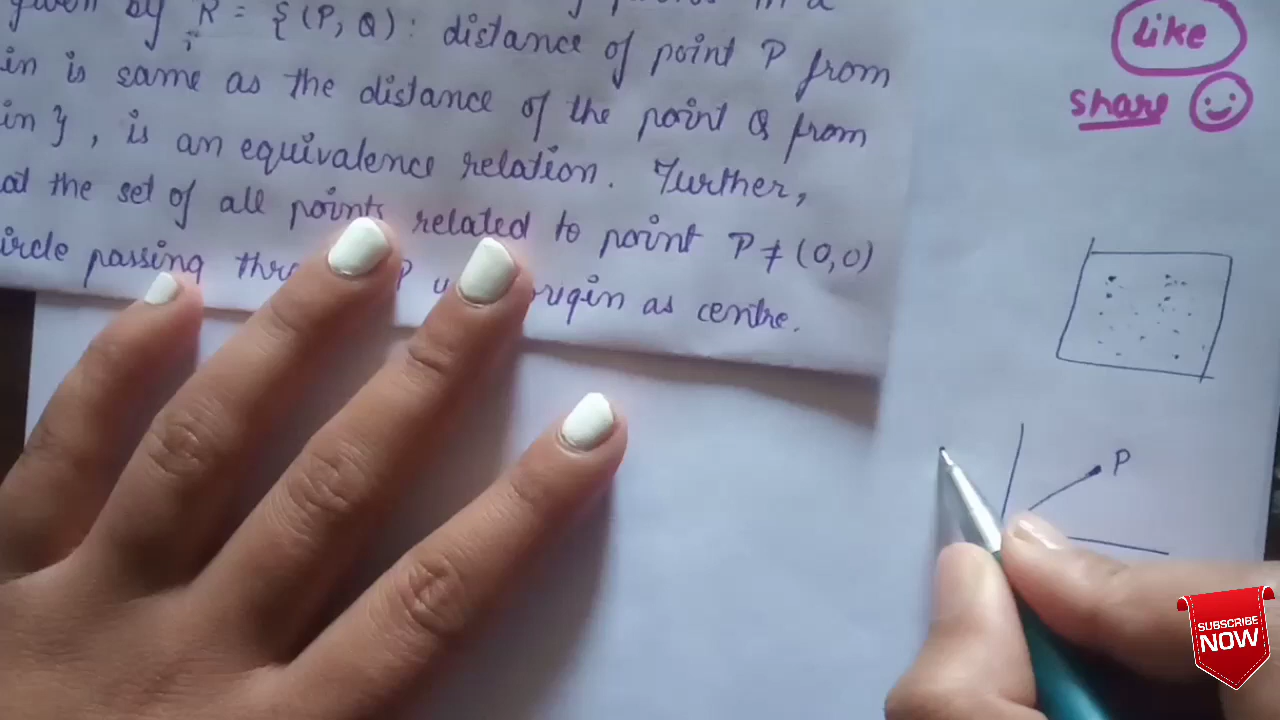 given by R = {(P, Q): distance of point P from
in is same as the distance of the point Q from
in }, is an equivalence relation. Further,
at the set of all points related to point P ≠ (0,0)
ircle passing thr P origin as centre.
Like
share
P
SUBSCRIBE
NOW